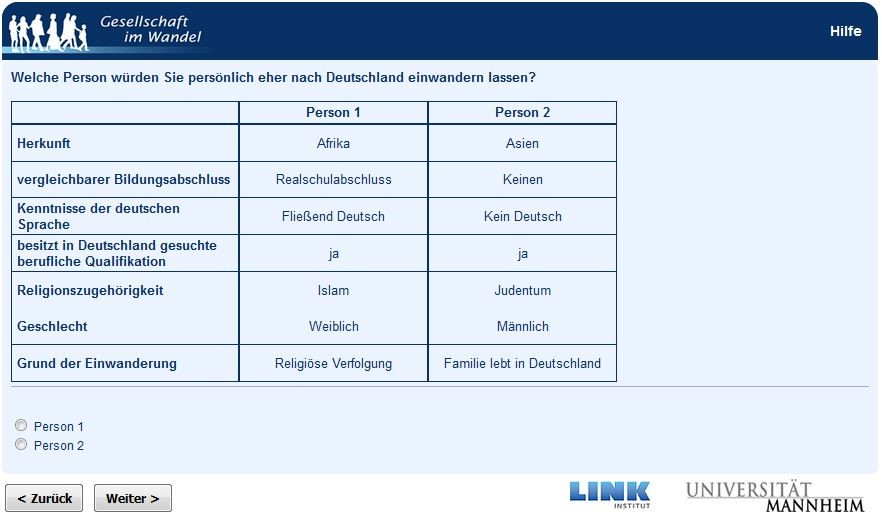 Gesellschaft
im Wandel
Hilfe
Welche Person würden Sie persönlich eher nach Deutschland einwandern lassen?
Person 1 Person 2
Herkunft Afrika Asien
vergleichbarer Bildungsabschluss Realschulabschluss Keinen
Kenntnisse der deutschen
Sprache Fließend Deutsch Kein Deutsch
besitzt in Deutschland gesuchte
berufliche Qualifikation ja ja
Religionszugehörigkeit Islam Judentum
Geschlecht Weiblich Männlich
Grund der Einwanderung Religiöse Verfolgung Familie lebt in Deutschland
Person 1
Person 2
< Zurück Weiter >
LINK
INSTITUT
UNIVERSITÄT
MANNHEIM